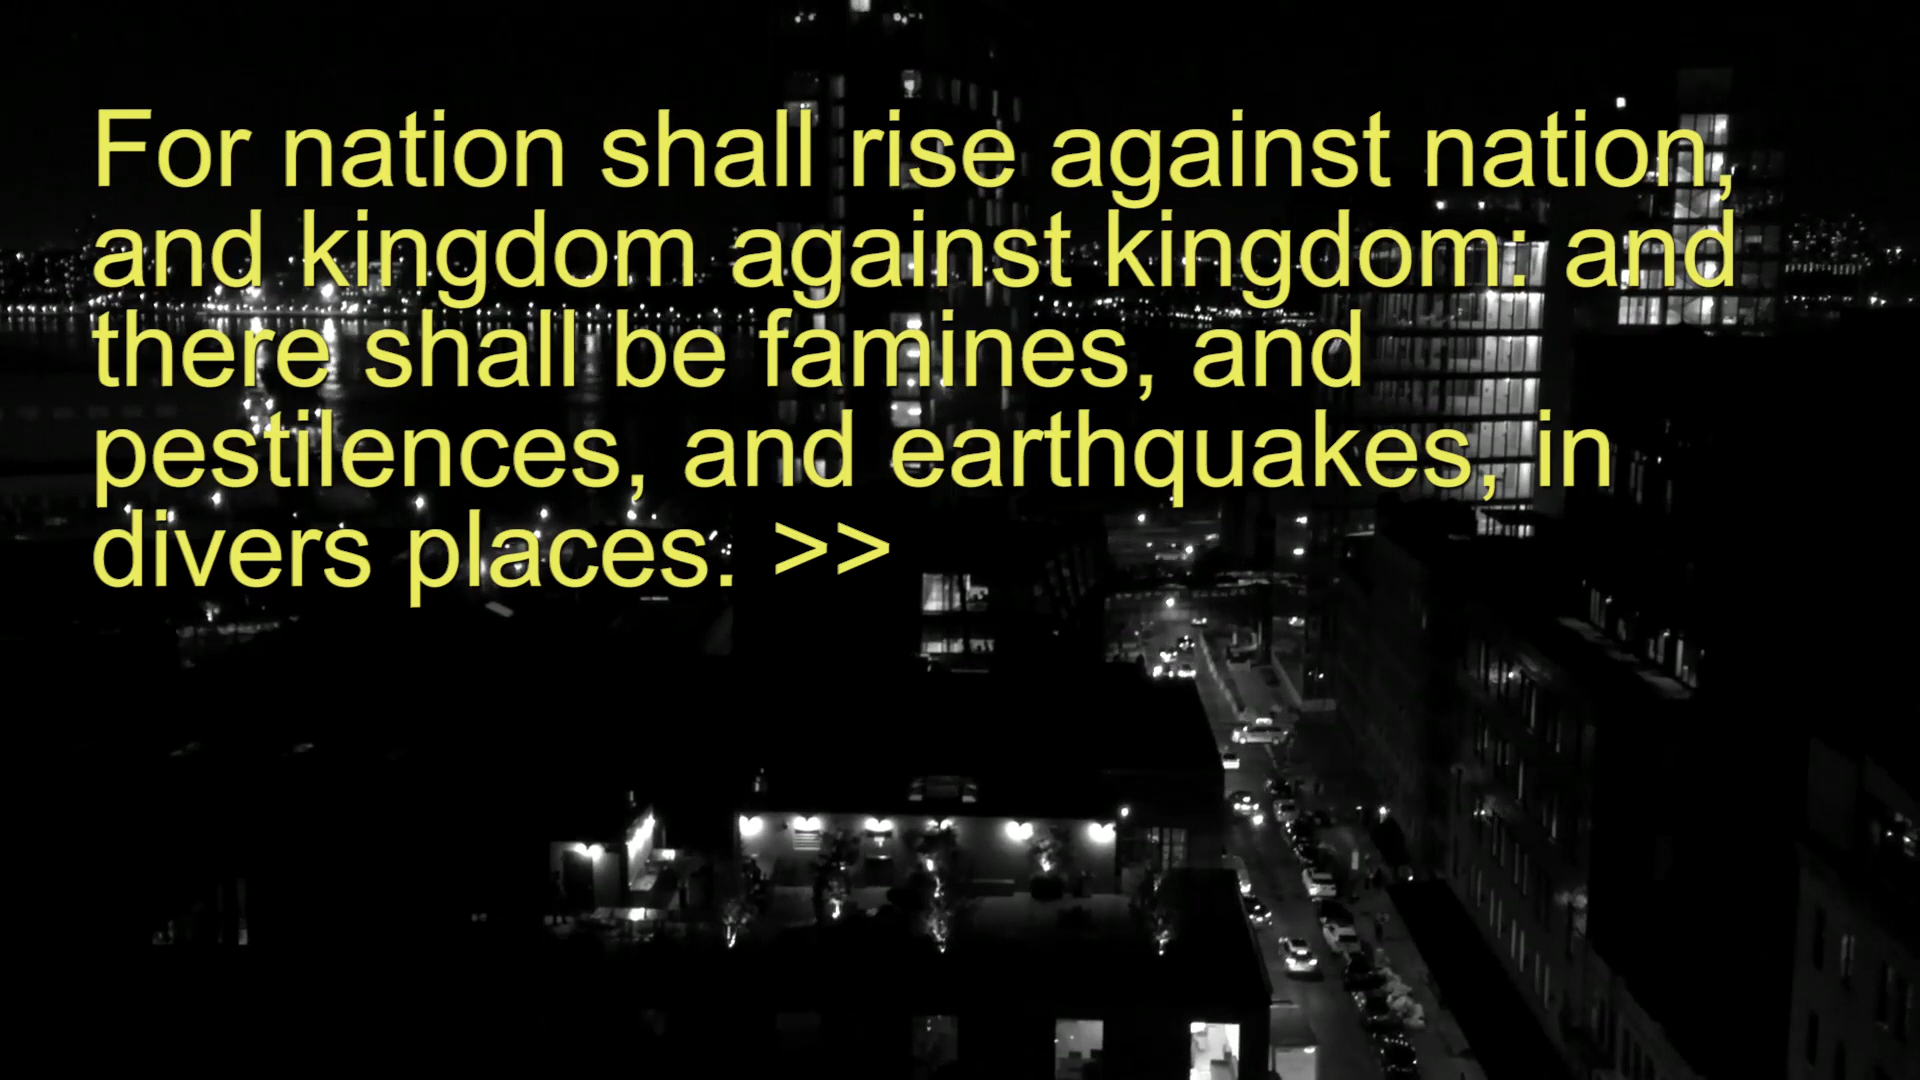 For nation shall rise against nation,
and kingdom against kingdom: and
there shall be famines, and
pestilences, and earthquakes, in
divers places. >>